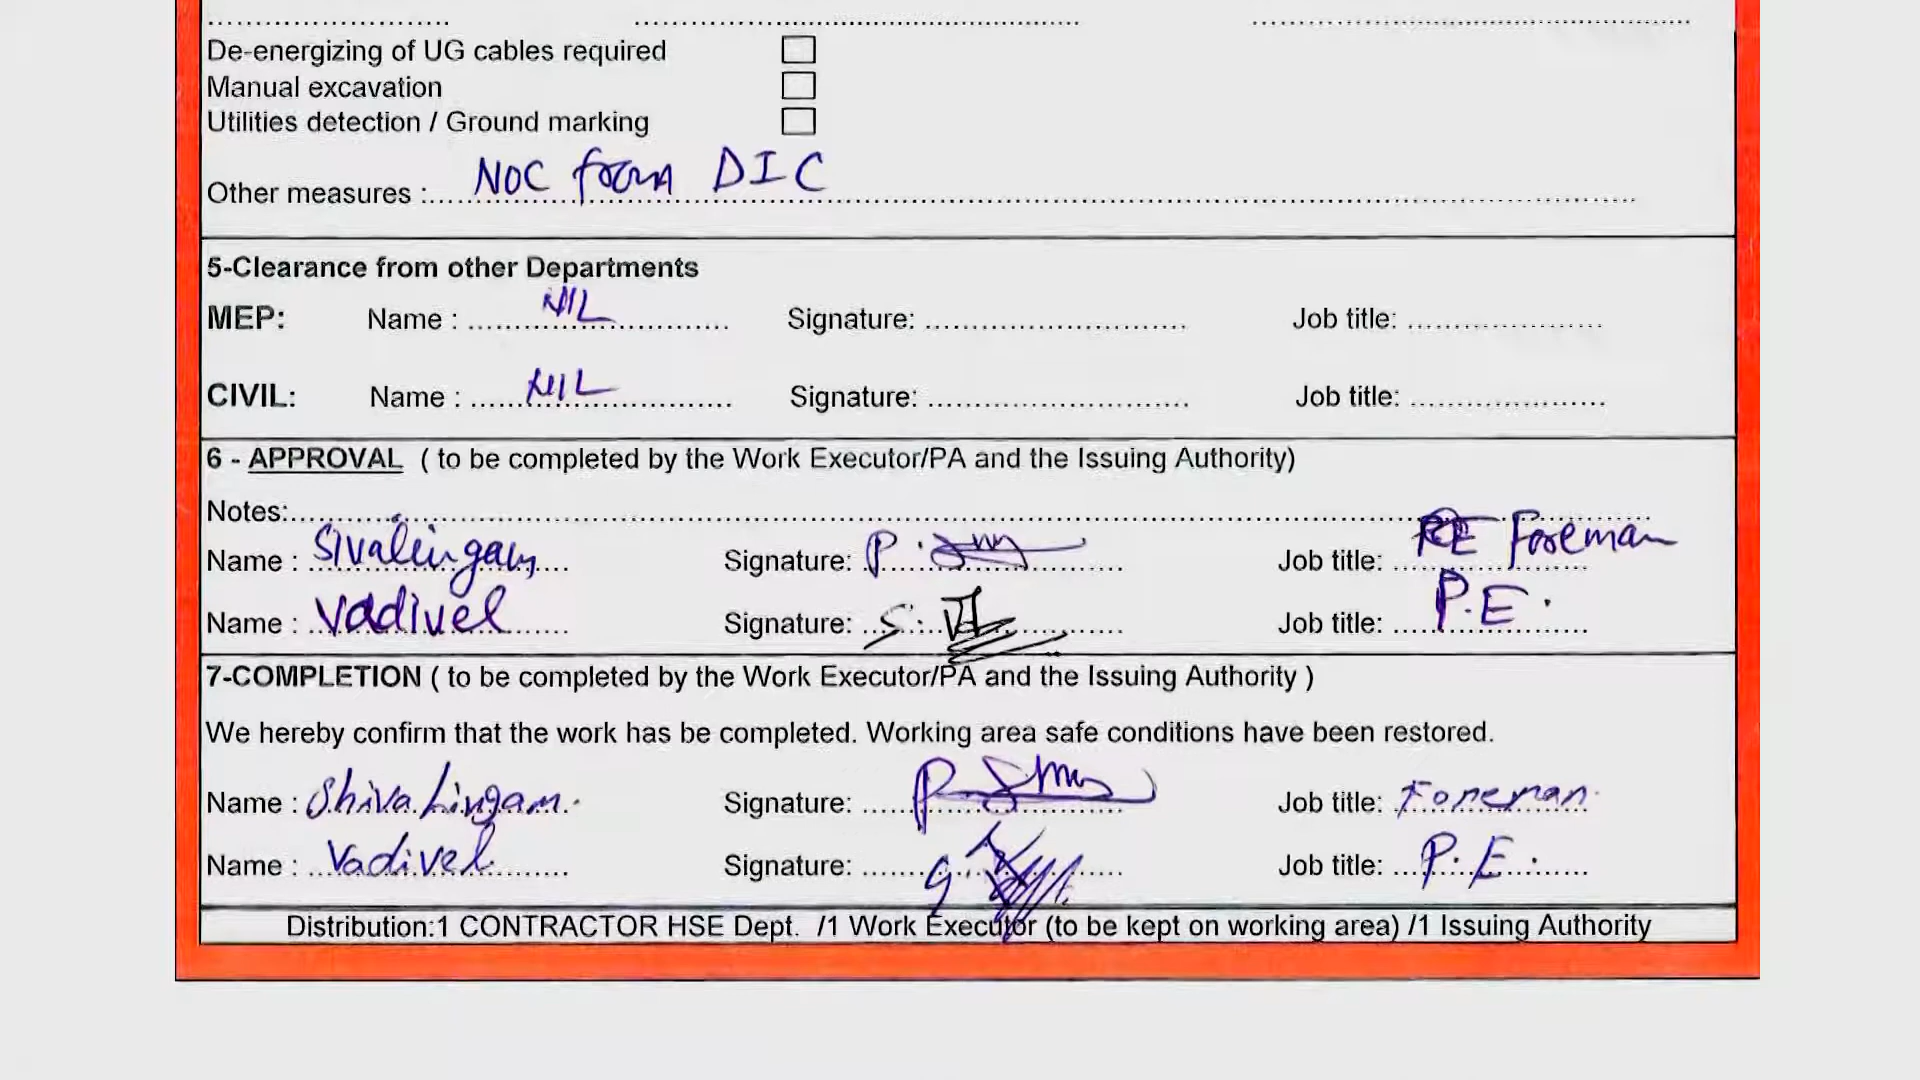 De-energizing of UG cables required
Manual excavation
Utilities detection / Ground marking
Other measures : NOC from DIC
5-Clearance from other Departments
MEP: Name : NIL Signature: Job title:
CIVIL: Name : NIL Signature: Job title:
6 - APPROVAL ( to be completed by the Work Executor/PA and the Issuing Authority)
Notes:
Name : Sivalingam Signature: P. Job title: Foreman
Name : Vadivel Signature: S. Job title: P.E.
7-COMPLETION ( to be completed by the Work Executor/PA and the Issuing Authority )
We hereby confirm that the work has be completed. Working area safe conditions have been restored.
Name : Shiva Lingam. Signature: P. Job title: Foreman.
Name : Vadivel Signature: Job title: P.E.
Distribution:1 CONTRACTOR HSE Dept. /1 Work Executor (to be kept on working area) /1 Issuing Authority